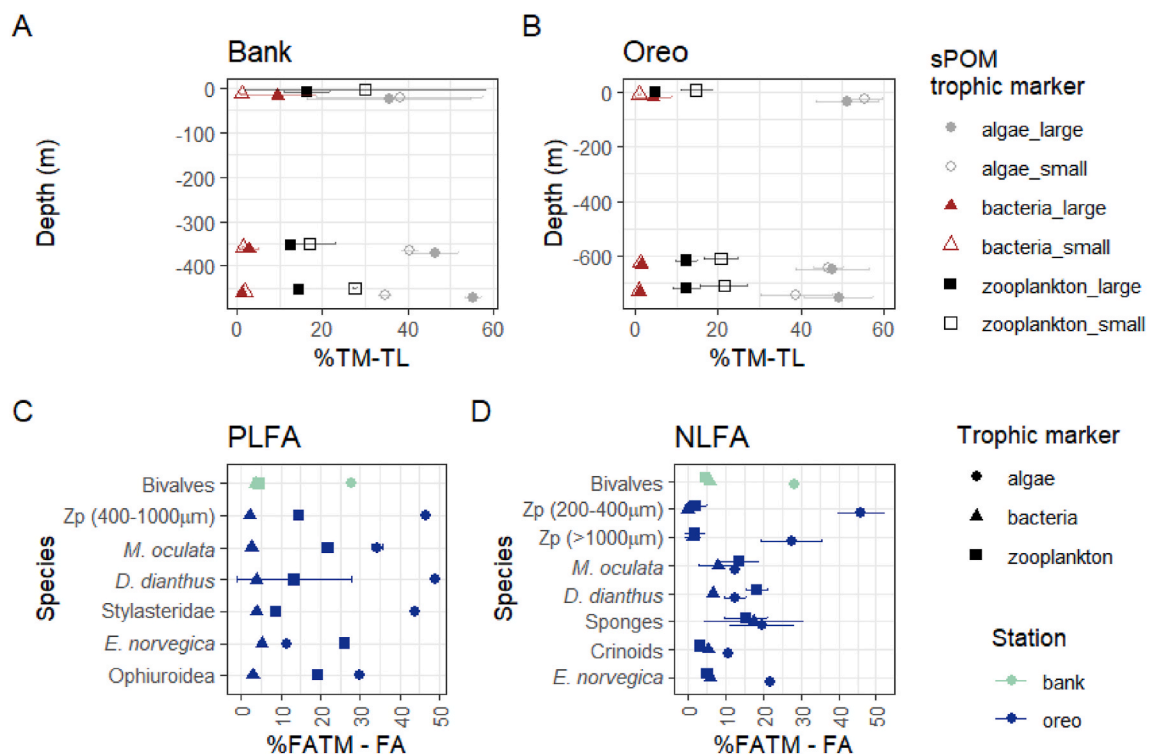 A
Bank
Depth (m)
0
-100
-200
-300
-400
0
20
40
60
%TM-TL
B
Oreo
Depth (m)
0
-200
-400
-600
0
20
40
60
%TM-TL
sPOM
trophic marker
algae_large
algae_small
bacteria_large
bacteria_small
zooplankton_large
zooplankton_small
C
PLFA
Species
Bivalves
Zp (400-1000μm)
M. oculata
D. dianthus
Stylasteridae
E. norvegica
Ophiuroidea
0
10
20
30
40
50
%FATM - FA
D
NLFA
Species
Bivalves
Zp (200-400μm)
Zp (>1000μm)
M. oculata
D. dianthus
Sponges
Crinoids
E. norvegica
0
10
20
30
40
50
%FATM - FA
Trophic marker
algae
bacteria
zooplankton
Station
bank
oreo